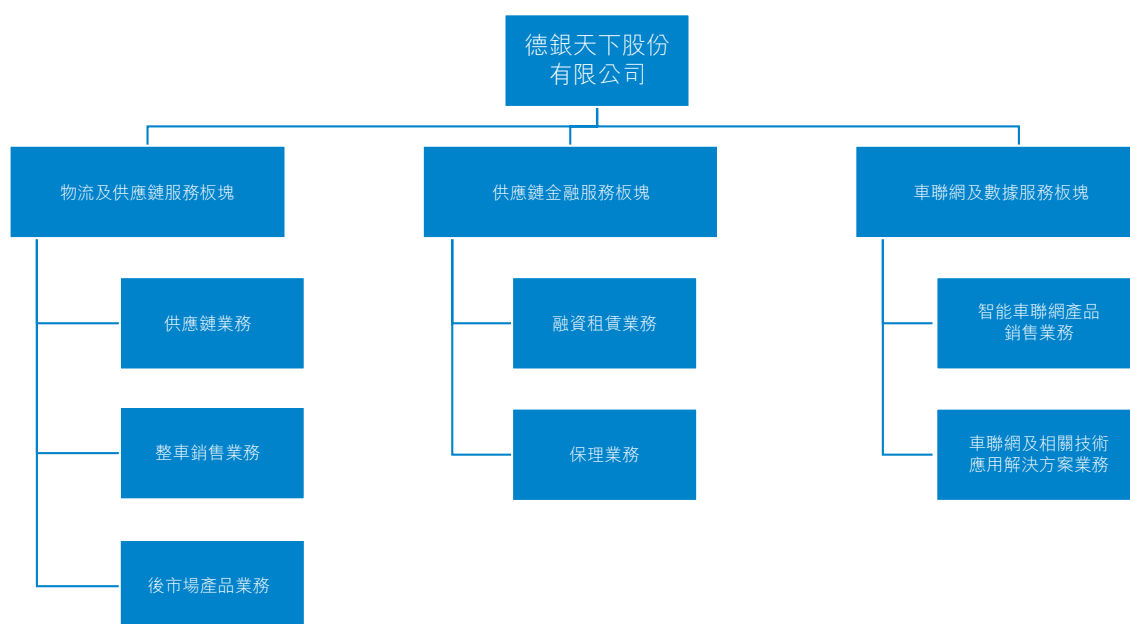 德銀天下股份
有限公司
物流及供應鏈服務板塊
供應鏈金融服務板塊
車聯網及數據服務板塊
供應鏈業務
融資租賃業務
智能車聯網產品
銷售業務
整車銷售業務
保理業務
車聯網及相關技術
應用解決方案業務
後市場產品業務